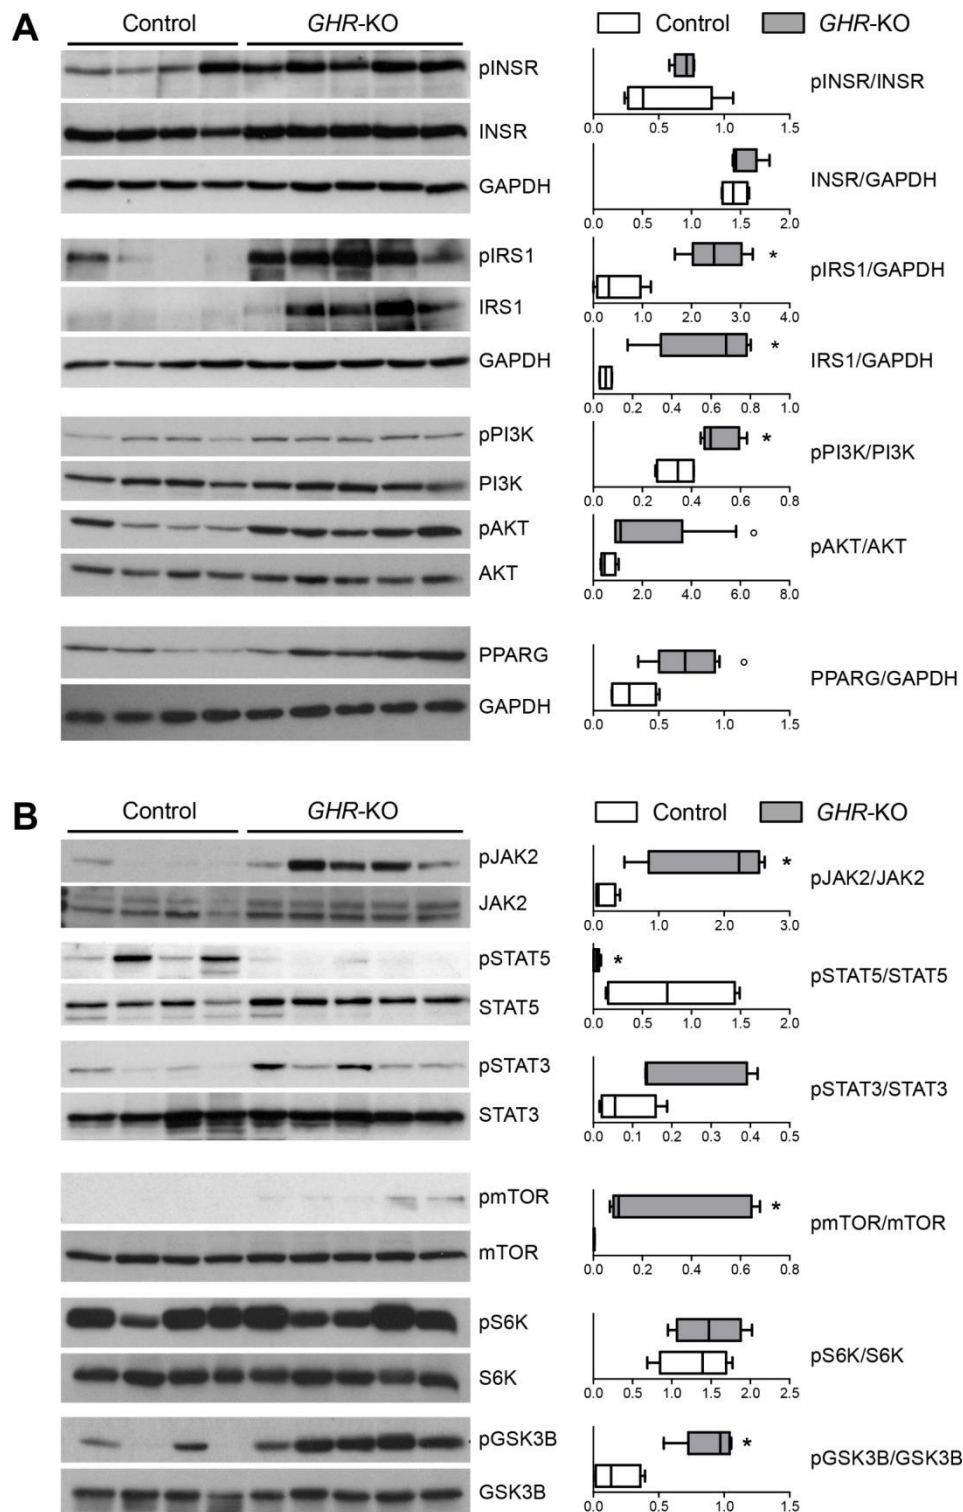 A
Control GHR-KO
Control GHR-KO
pINSR
pINSR/INSR
0.0 0.5 1.0 1.5
INSR
GAPDH
INSR/GAPDH
0.0 0.5 1.0 1.5 2.0
pIRS1
*
pIRS1/GAPDH
0.0 1.0 2.0 3.0 4.0
IRS1
GAPDH
*
IRS1/GAPDH
0.0 0.2 0.4 0.6 0.8 1.0
pPI3K
*
pPI3K/PI3K
0.0 0.2 0.4 0.6 0.8
PI3K
pAKT
°
pAKT/AKT
0.0 2.0 4.0 6.0 8.0
AKT
PPARG
°
PPARG/GAPDH
0.0 0.5 1.0 1.5
GAPDH
B
Control GHR-KO
Control GHR-KO
pJAK2
*
pJAK2/JAK2
0.0 1.0 2.0 3.0
JAK2
pSTAT5
*
pSTAT5/STAT5
0.0 0.5 1.0 1.5 2.0
STAT5
pSTAT3
pSTAT3/STAT3
0.0 0.1 0.2 0.3 0.4 0.5
STAT3
pmTOR
*
pmTOR/mTOR
0.0 0.2 0.4 0.6 0.8
mTOR
pS6K
pS6K/S6K
0.0 0.5 1.0 1.5 2.0 2.5
S6K
pGSK3B
*
pGSK3B/GSK3B
0.0 0.5 1.0 1.5
GSK3B